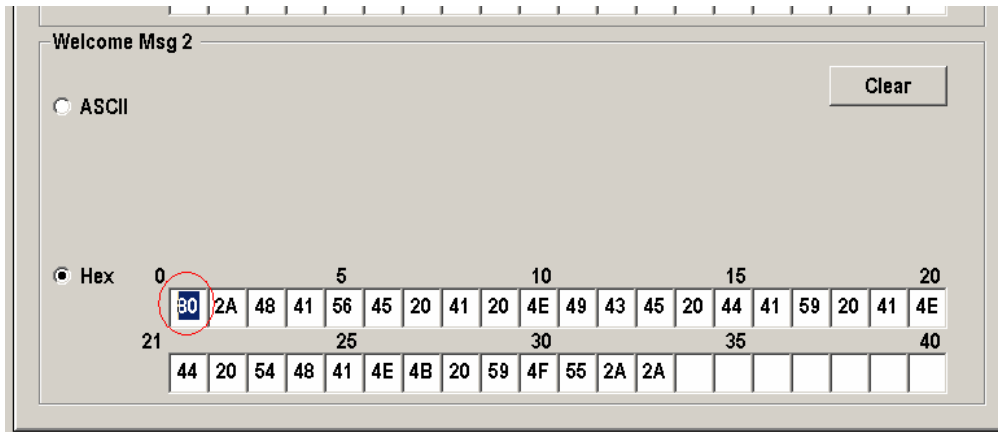 Welcome Msg 2
Clear
ASCII
Hex 0 5 10 15 20
80 2A 48 41 56 45 20 41 20 4E 49 43 45 20 44 41 59 20 41 4E
21 25 30 35 40
44 20 54 48 41 4E 4B 20 59 4F 55 2A 2A